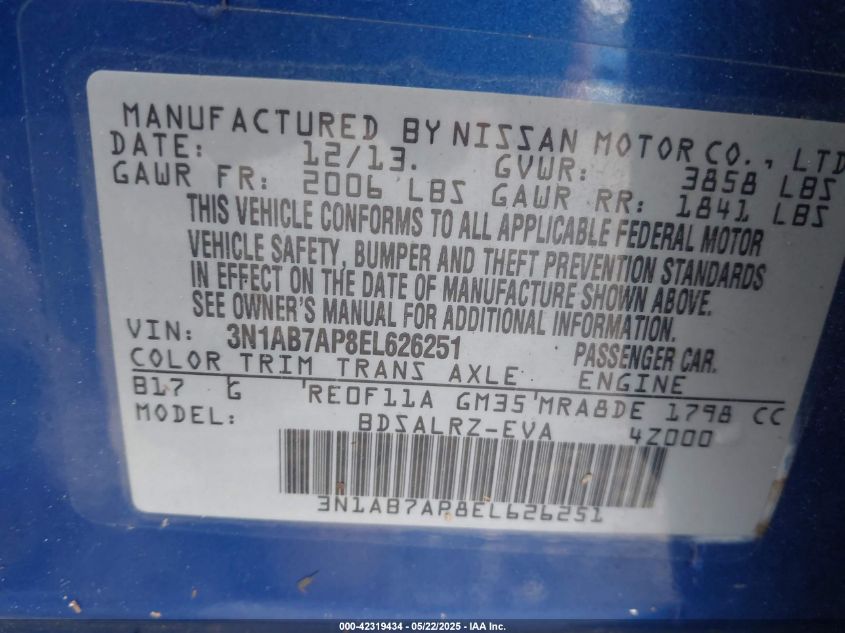 MANUFACTURED BY NISSAN MOTOR CO., LTD
DATE: 12/13. GVWR: 3858 LBS
GAWR FR: 2006 LBS GAWR RR: 1841 LBS
THIS VEHICLE CONFORMS TO ALL APPLICABLE FEDERAL MOTOR
VEHICLE SAFETY, BUMPER AND THEFT PREVENTION STANDARDS
IN EFFECT ON THE DATE OF MANUFACTURE SHOWN ABOVE.
SEE OWNER'S MANUAL FOR ADDITIONAL INFORMATION.
VIN: 3N1AB7AP8EL626251 PASSENGER CAR.
COLOR TRIM TRANS AXLE ENGINE
B17 G RE0F11A GM35 MRA8DE 1798 CC
MODEL: BDSALRZ-EVA 4Z000
3N1AB7AP8EL626251
000-42319434 - 05/22/2025 - IAA Inc.